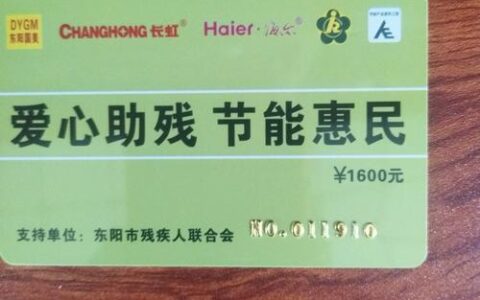 DYGM CHANGHONG 长虹 Haier·海尔
东阳国美
爱心助残 节能惠民
¥1600元
支持单位：东阳市残疾人联合会 NO.011910